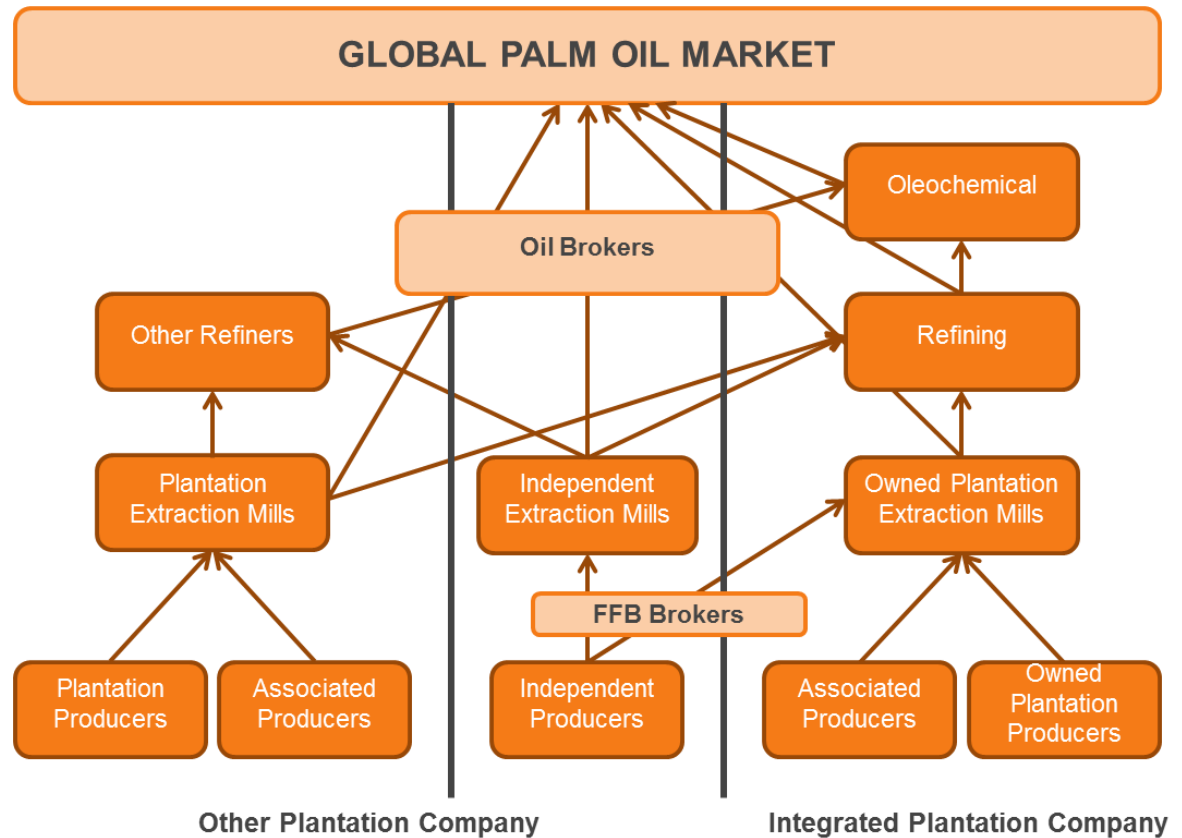 GLOBAL PALM OIL MARKET
Oleochemical
Oil Brokers
Other Refiners
Refining
Plantation
Extraction Mills
Independent
Extraction Mills
Owned Plantation
Extraction Mills
FFB Brokers
Plantation
Producers
Associated
Producers
Independent
Producers
Associated
Producers
Owned
Plantation
Producers
Other Plantation Company
Integrated Plantation Company